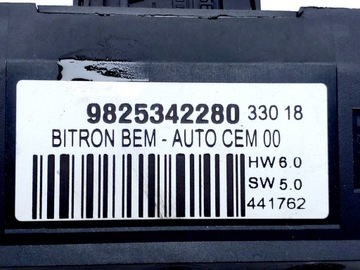 9825342280 330 18
BITRON BEM - AUTO CEM 00
HW 6.0
SW 5.0
441762